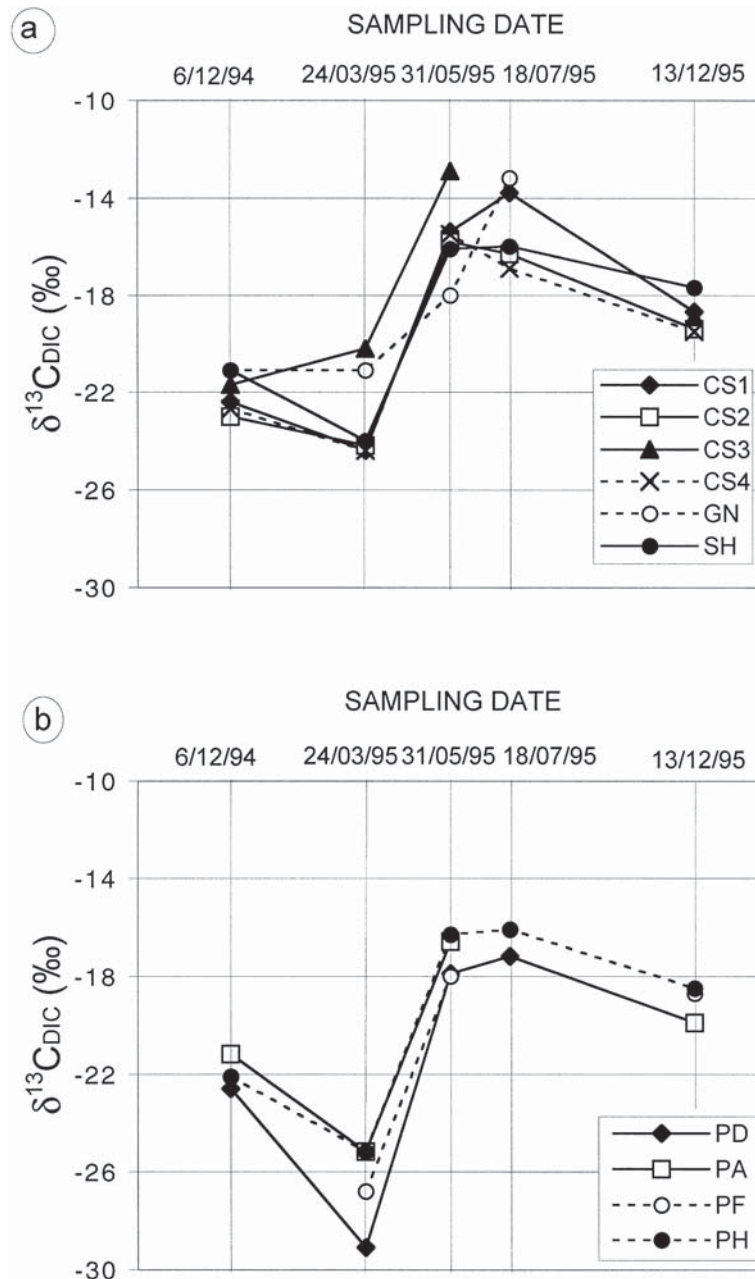 a
SAMPLING DATE
6/12/94 24/03/95 31/05/95 18/07/95 13/12/95
-10
-14
-18
-22
-26
-30
δ¹³C_DIC (‰)
CS1
CS2
CS3
CS4
GN
SH
b
SAMPLING DATE
6/12/94 24/03/95 31/05/95 18/07/95 13/12/95
-10
-14
-18
-22
-26
-30
δ¹³C_DIC (‰)
PD
PA
PF
PH